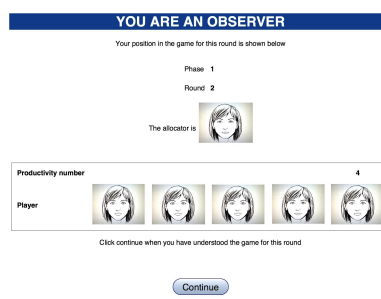 YOU ARE AN OBSERVER
Your position in the game for this round is shown below
Phase 1
Round 2
The allocator is
Productivity number 4
Player
Click continue when you have understood the game for this round
Continue